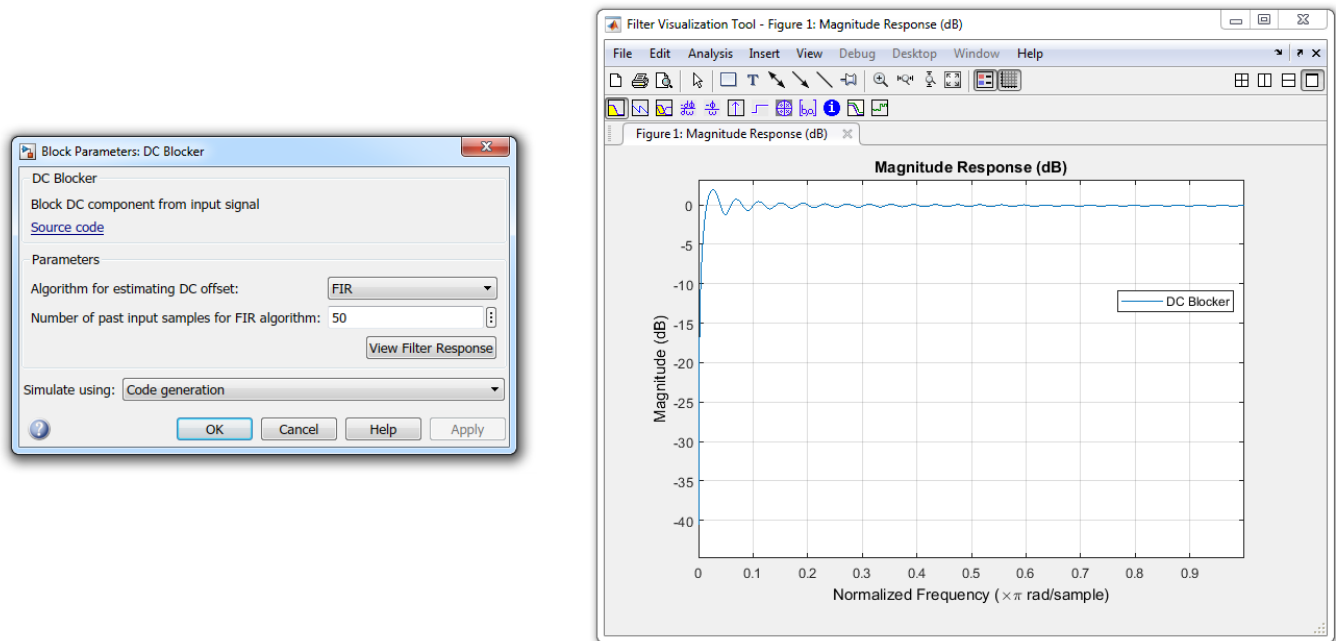 Block Parameters: DC Blocker
DC Blocker
Block DC component from input signal
Source code
Parameters
Algorithm for estimating DC offset: FIR
Number of past input samples for FIR algorithm: 50
View Filter Response
Simulate using: Code generation
OK Cancel Help Apply
Filter Visualization Tool - Figure 1: Magnitude Response (dB)
File Edit Analysis Insert View Debug Desktop Window Help
Figure 1: Magnitude Response (dB)
Magnitude Response (dB)
0
-5
-10
-15
-20
-25
-30
-35
-40
Magnitude (dB)
DC Blocker
0 0.1 0.2 0.3 0.4 0.5 0.6 0.7 0.8 0.9
Normalized Frequency (×π rad/sample)